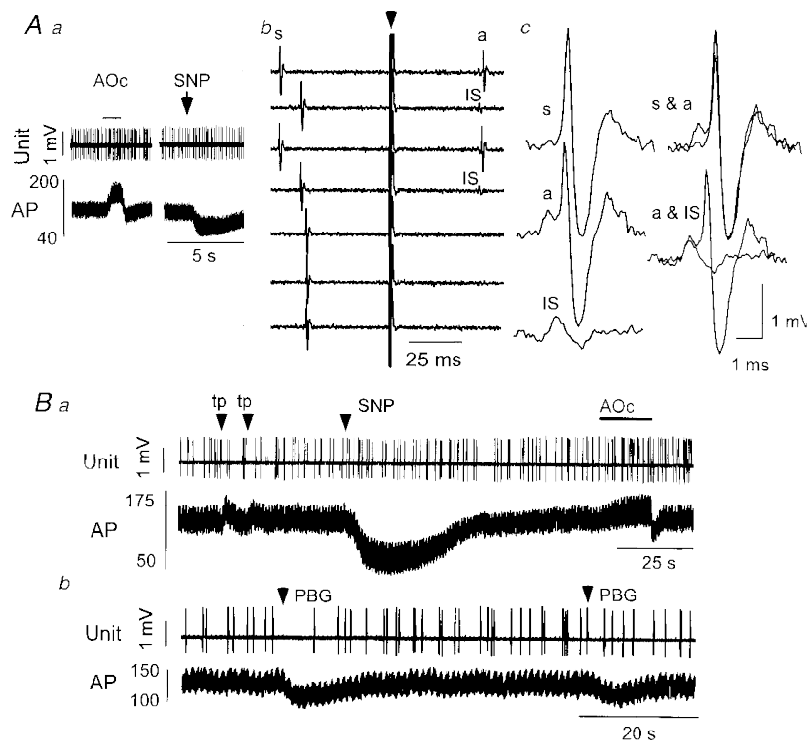 A a
AOc
SNP
Unit
1 mV
200
AP
40
5 s
b
s
a
IS
IS
25 ms
c
s
s & a
a
a & IS
IS
1 mV
1 ms
B a
tp
tp
SNP
AOc
Unit
1 mV
175
AP
50
25 s
b
PBG
PBG
Unit
1 mV
150
AP
100
20 s